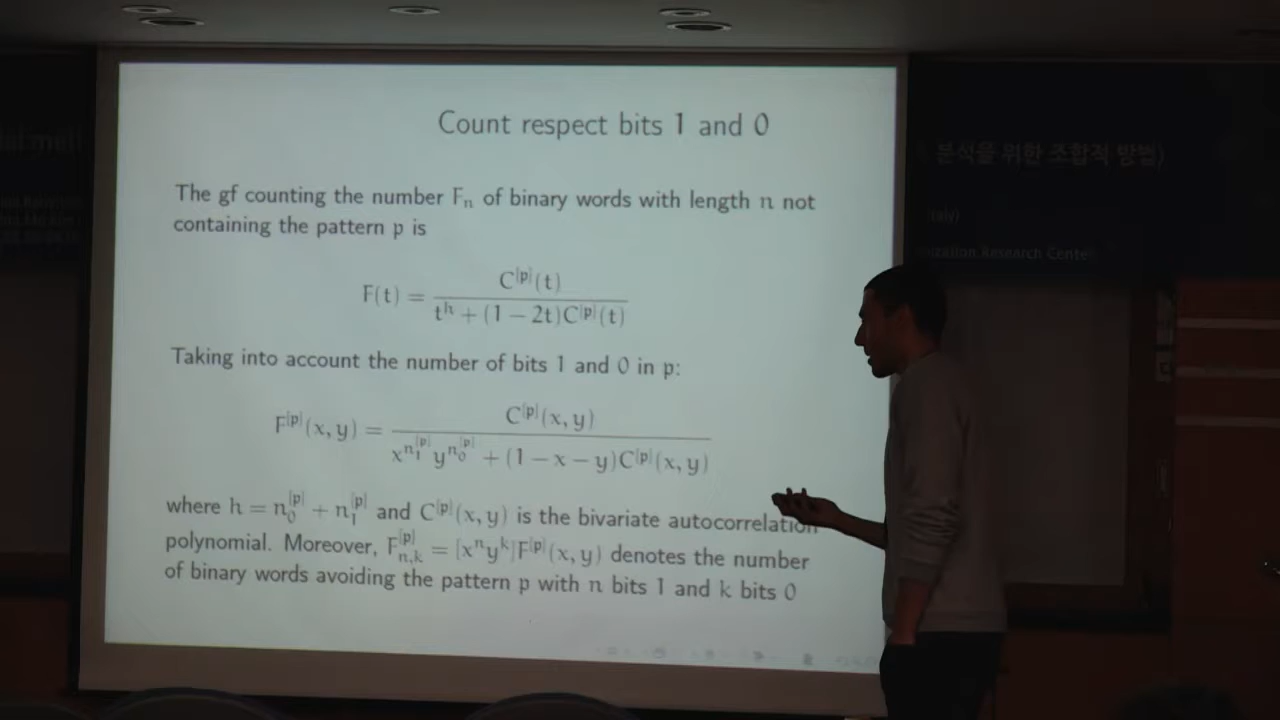 Count respect bits 1 and 0
The gf counting the number Fₙ of binary words with length n not
containing the pattern p is
F(t) = C^[p](t) / (t^h + (1 − 2t)C^[p](t))
Taking into account the number of bits 1 and 0 in p:
F^[p](x, y) = C^[p](x, y) / (x^{n_1^[p]} y^{n_0^[p]} + (1 − x − y)C^[p](x, y))
where h = n_0^[p] + n_1^[p] and C^[p](x, y) is the bivariate autocorrelation
polynomial. Moreover, F_{n,k}^[p] = [x^n y^k]F^[p](x, y) denotes the number
of binary words avoiding the pattern p with n bits 1 and k bits 0
분석을 위한 조합적 방법)
Research Center